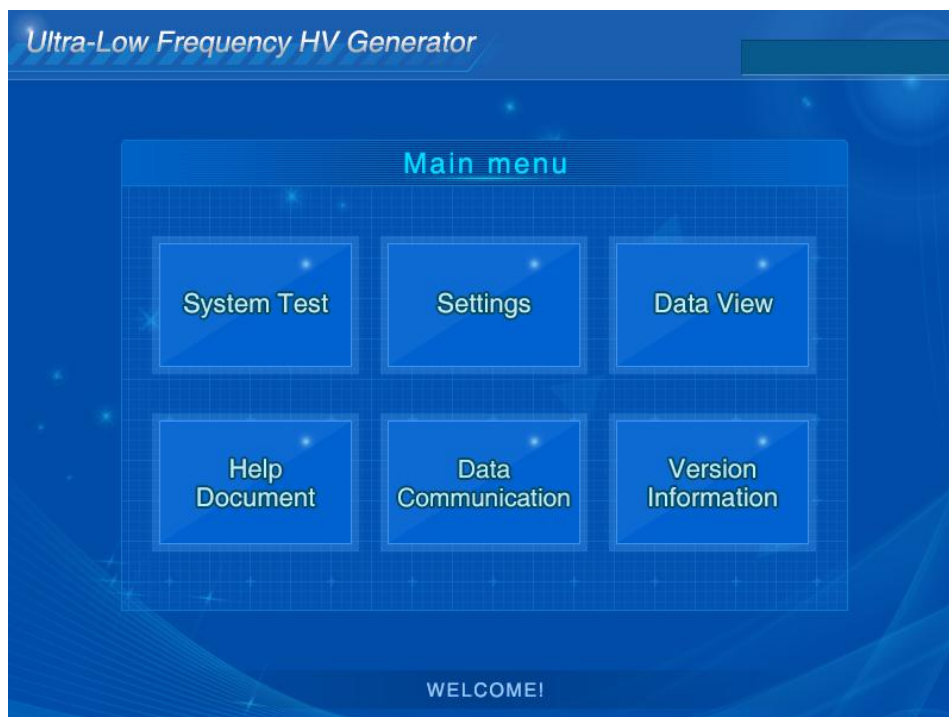 Ultra-Low Frequency HV Generator
Main menu
System Test
Settings
Data View
Help
Document
Data
Communication
Version
Information
WELCOME!